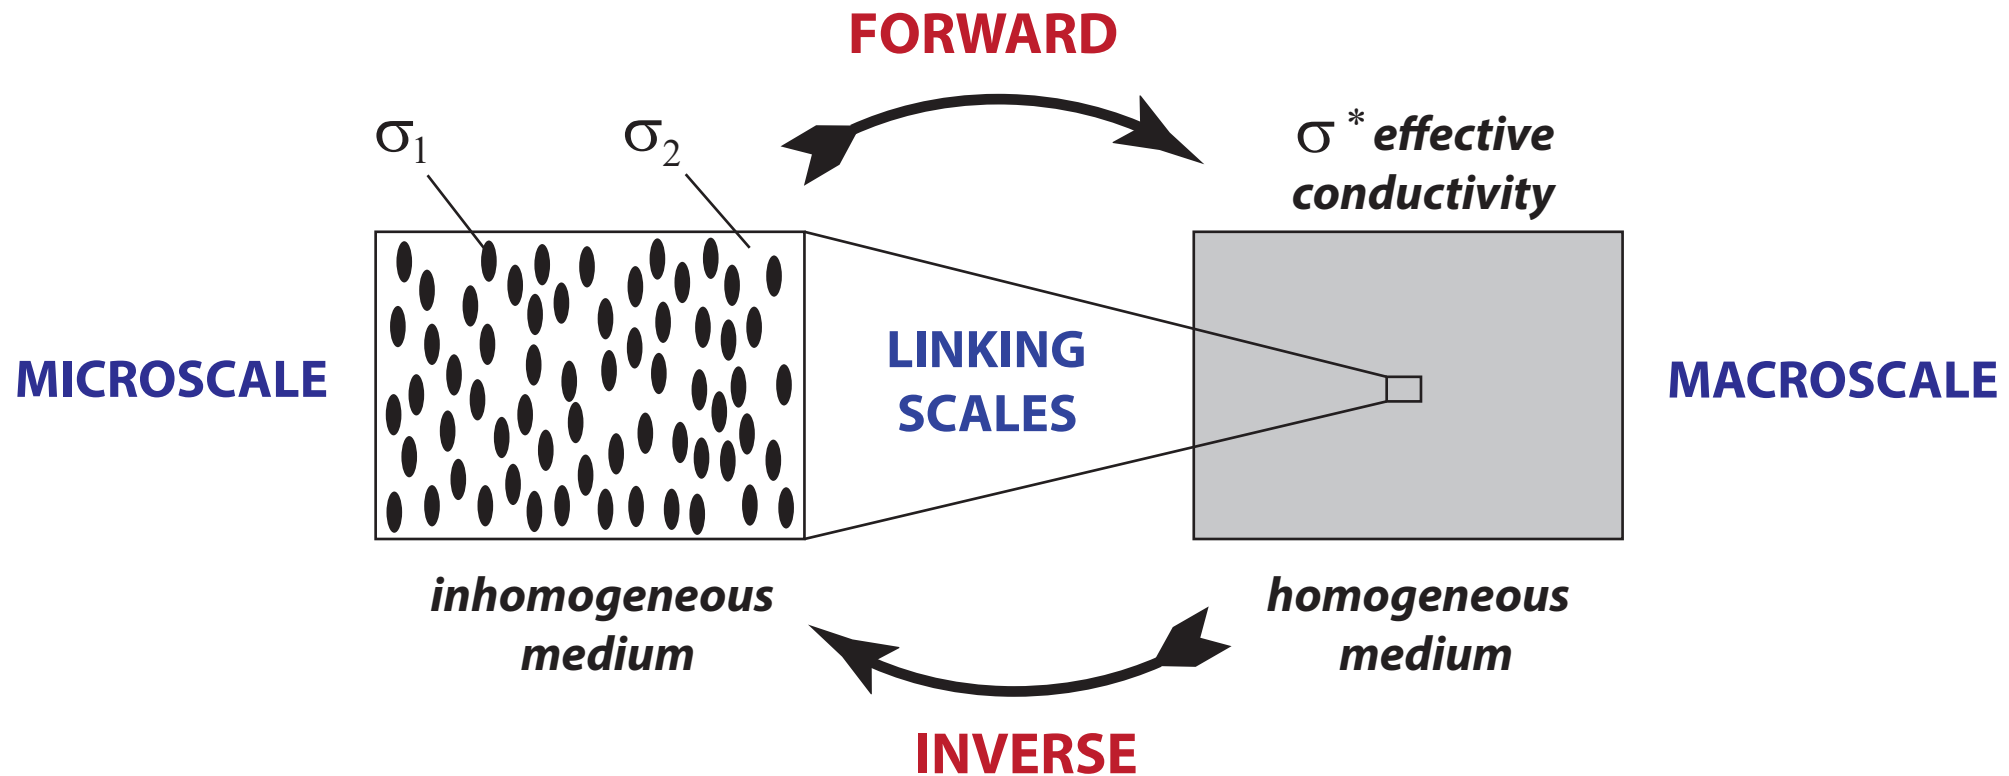 FORWARD
σ1
σ2
σ* effective
conductivity
MICROSCALE
LINKING
SCALES
MACROSCALE
inhomogeneous
medium
homogeneous
medium
INVERSE